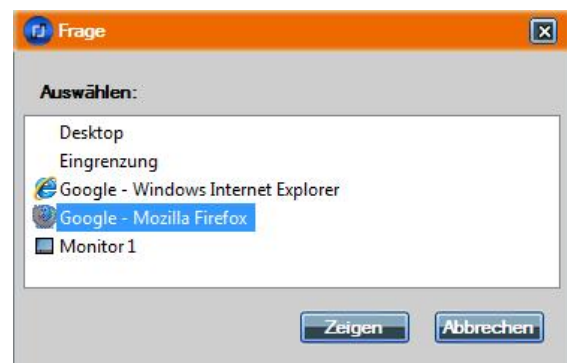 Frage
Auswählen:
Desktop
Eingrenzung
Google - Windows Internet Explorer
Google - Mozilla Firefox
Monitor 1
Zeigen
Abbrechen